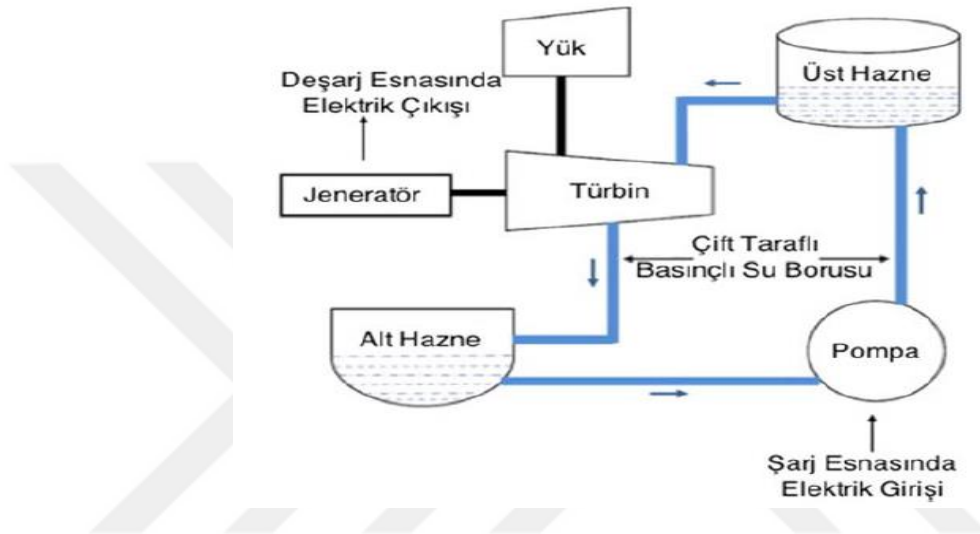 Yük
Üst Hazne
Deşarj Esnasında
Elektrik Çıkışı
Jeneratör
Türbin
Çift Taraflı
Basınçlı Su Borusu
Alt Hazne
Pompa
Şarj Esnasında
Elektrik Girişi